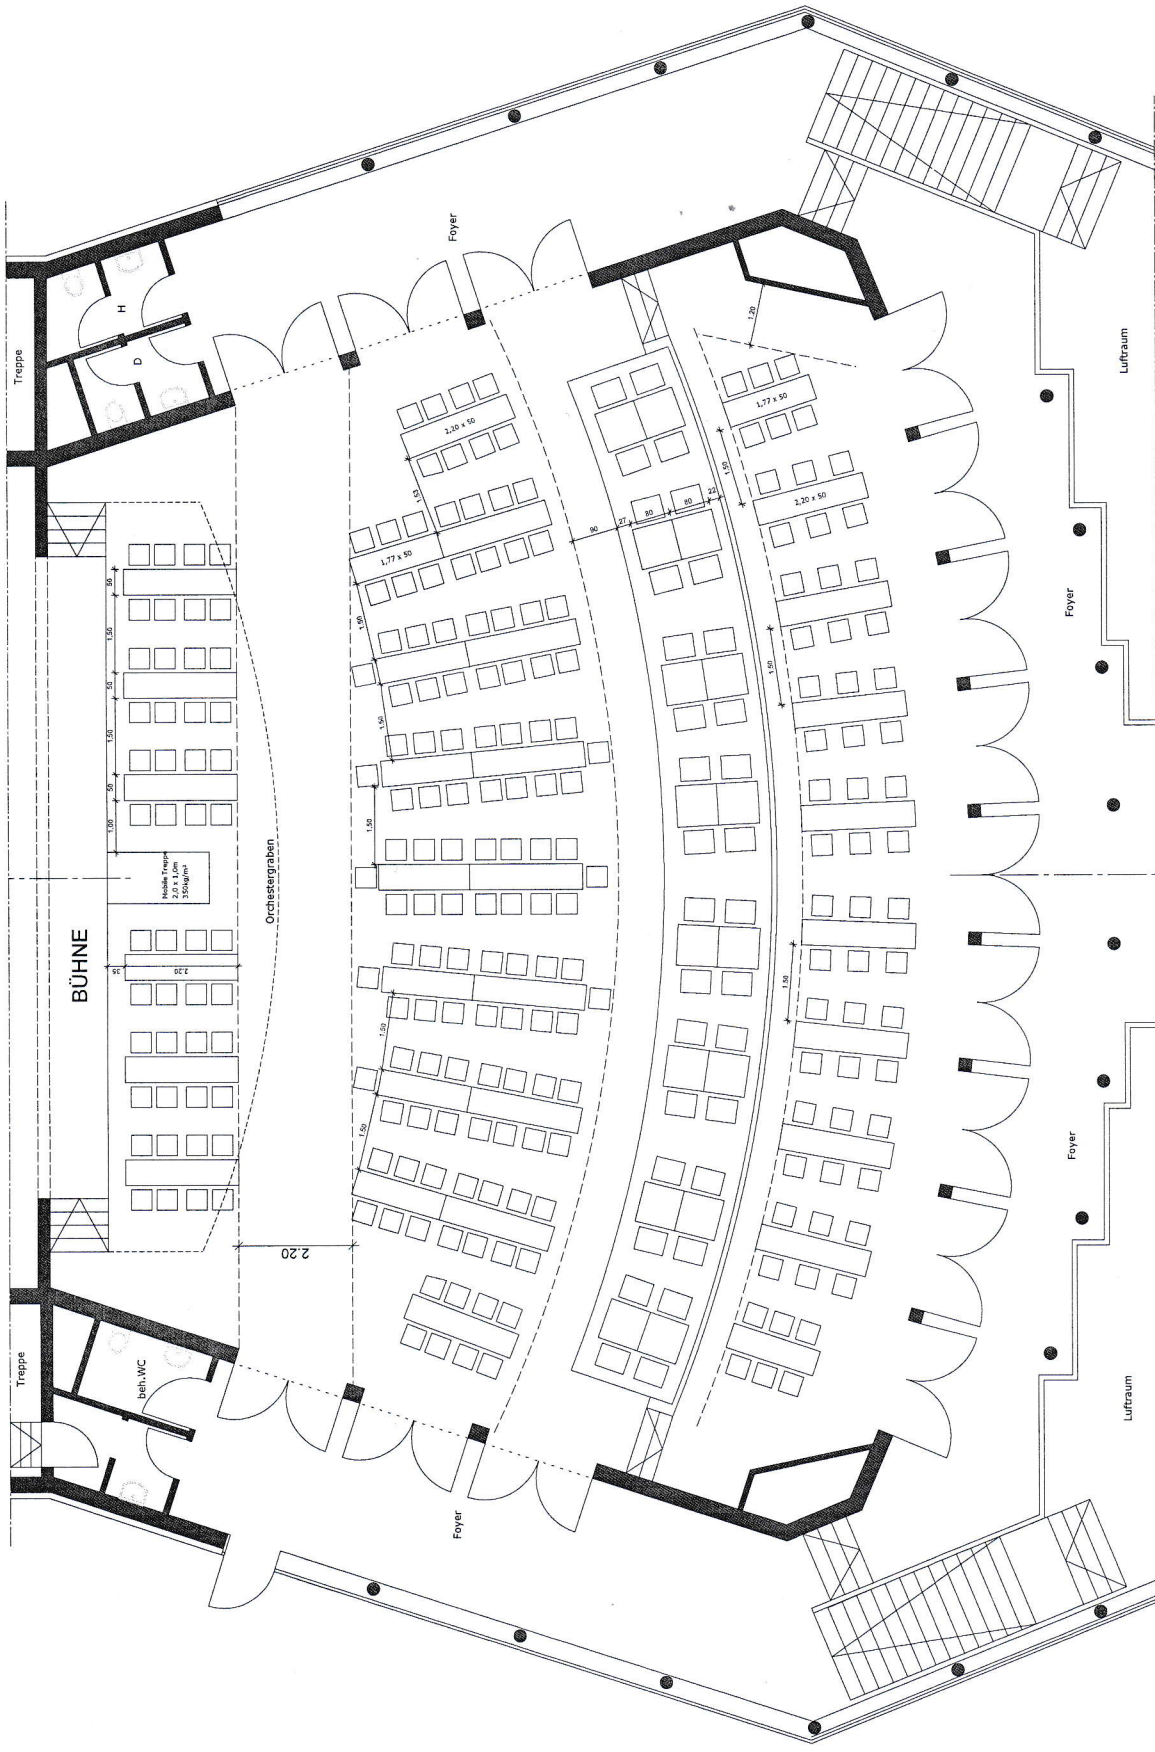 Treppe
H
D
Foyer
Luftraum
1.20
2,20 x 50
1,77 x 50
1.53
1,77 x 50
1.50
2,20 x 50
90
27
80
80
22
50
1,50
50
1,50
50
1,00
1.50
1.50
1.50
1.50
Foyer
Mobile Treppe
2,0 x 1,0m
350kg/m²
Orchestergraben
BÜHNE
35
2.20
1.50
1.50
1.50
2.20
Foyer
Treppe
beh.WC
Foyer
Luftraum